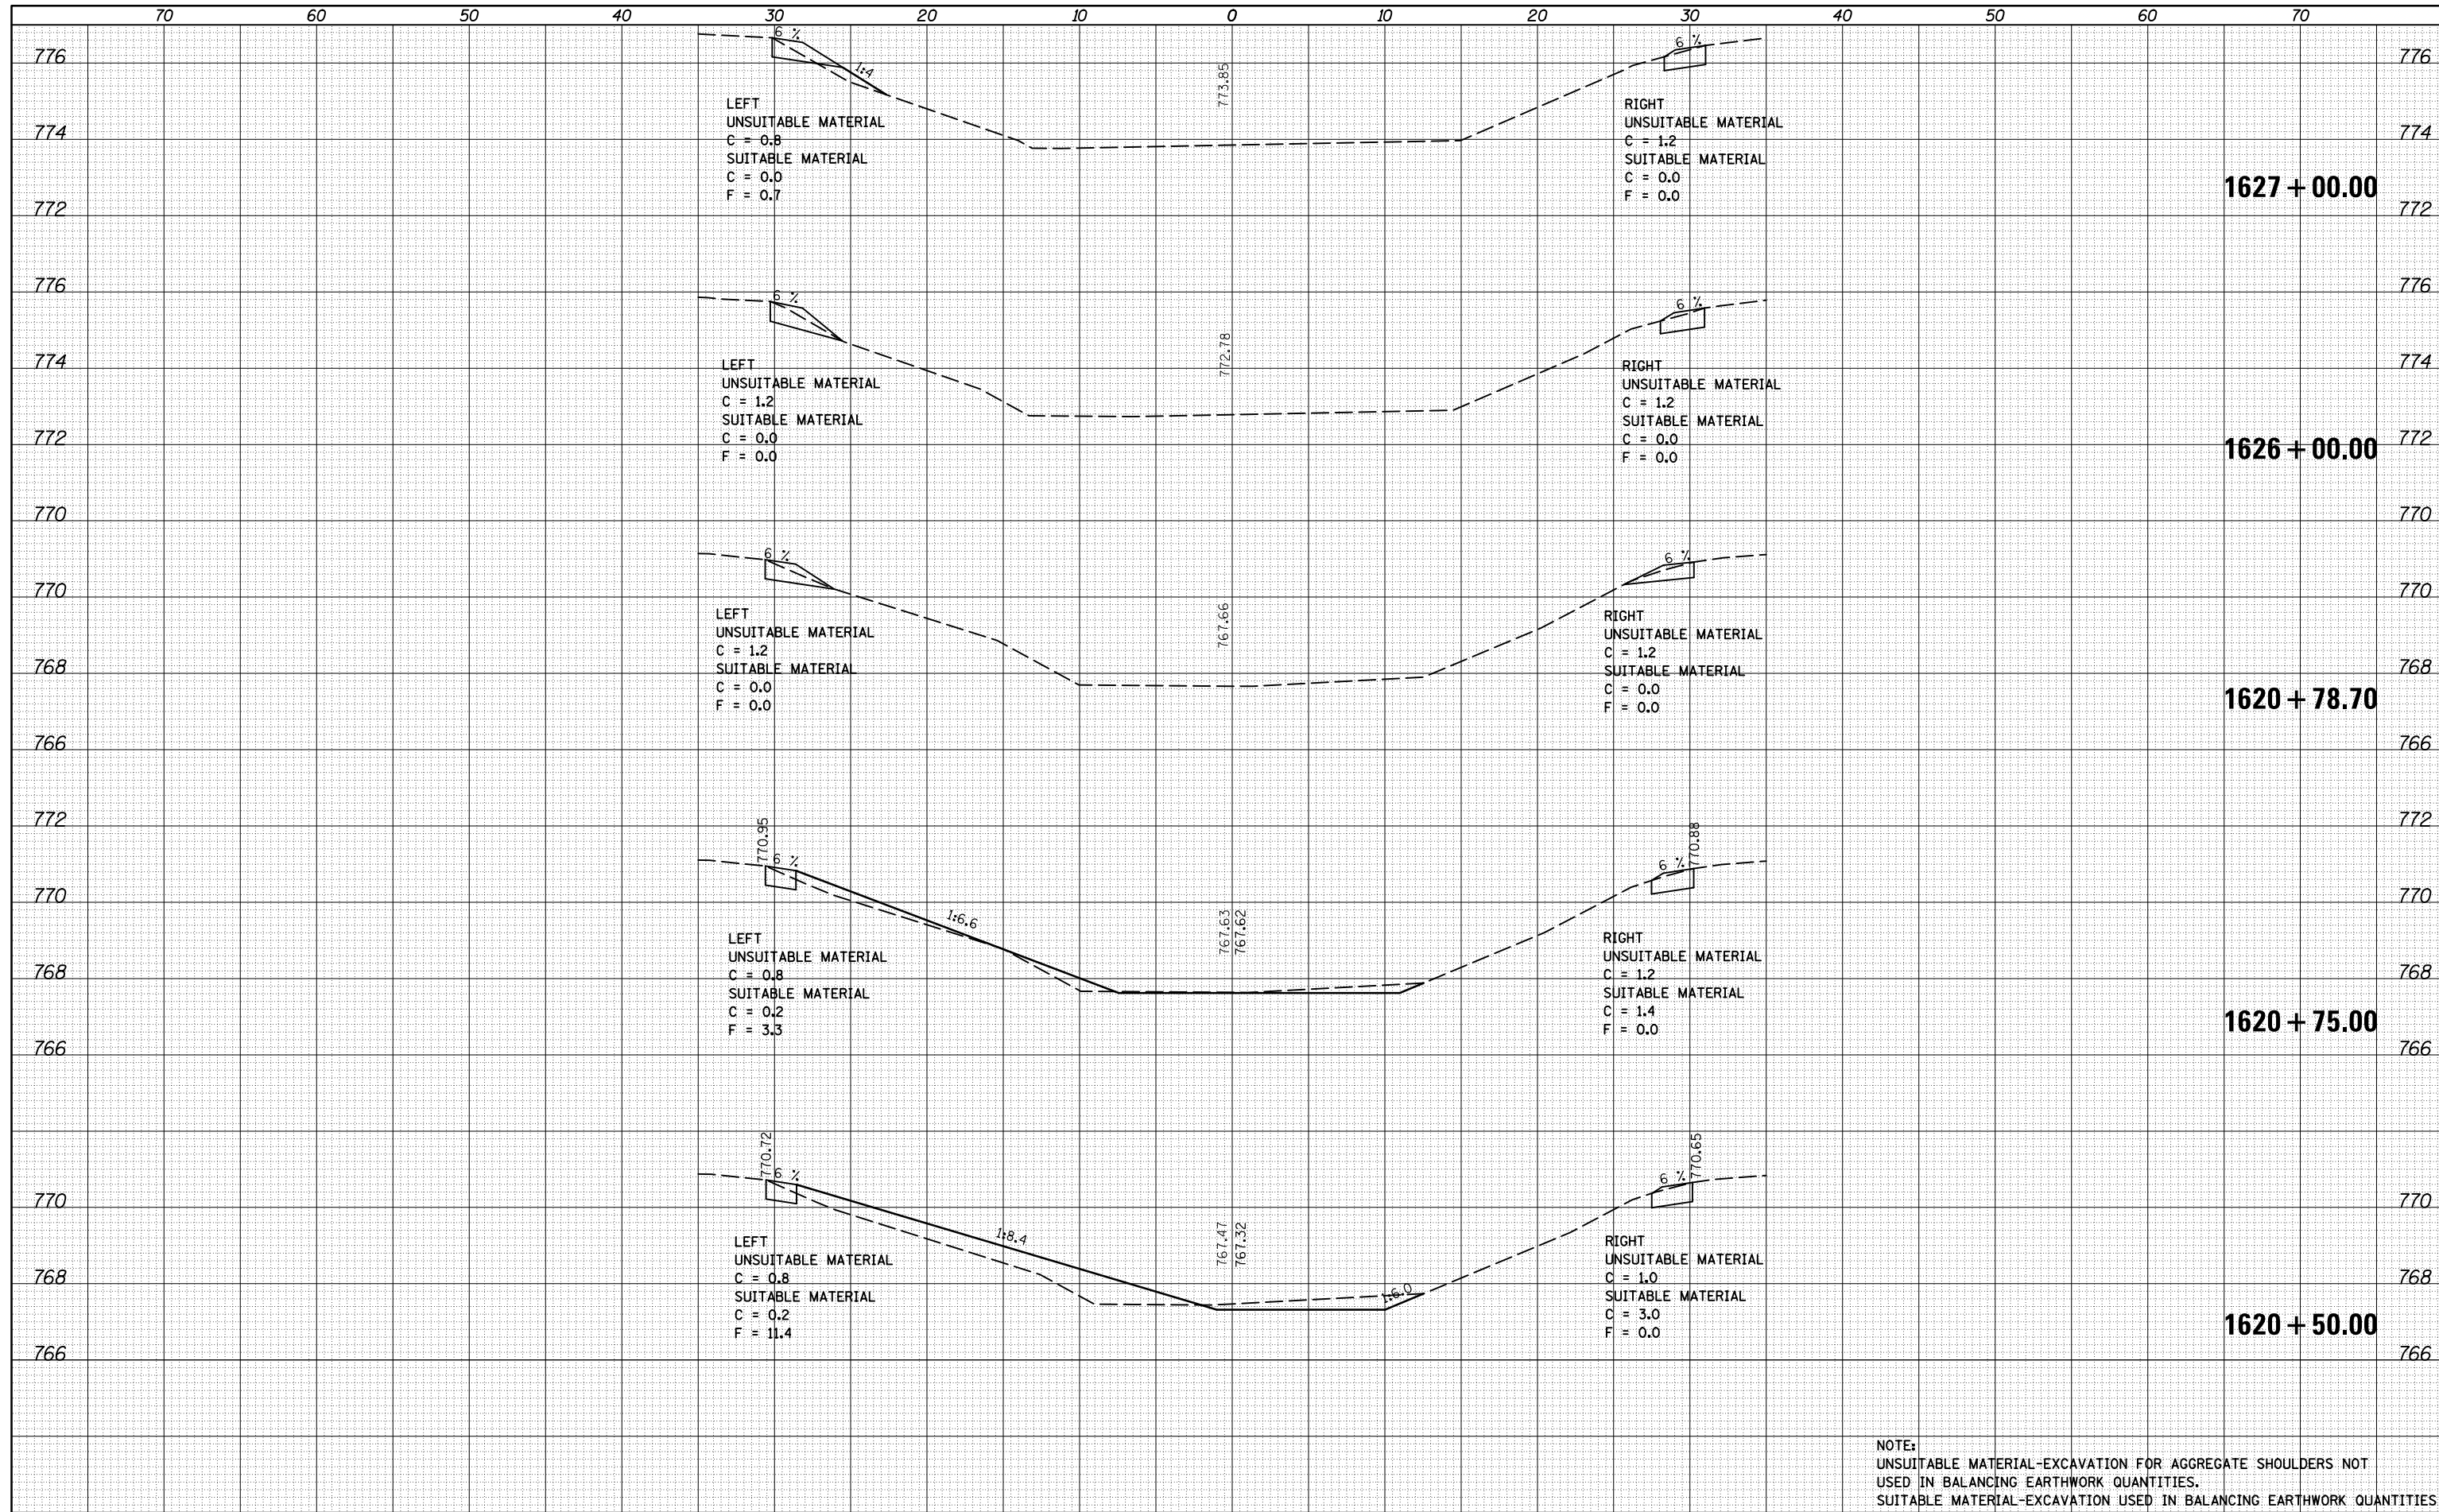 70 60 50 40 30 20 10 0 10 20 30 40 50 60 70
6 % 6 %
776 1:4 773.85 776
LEFT RIGHT
UNSUITABLE MATERIAL UNSUITABLE MATERIAL
774 C = 0.8 C = 1.2 774
SUITABLE MATERIAL SUITABLE MATERIAL
C = 0.0 C = 0.0
F = 0.7 F = 0.0 1627 + 00.00
772 772
776 6 % 6 % 776
772.78
774 LEFT RIGHT 774
UNSUITABLE MATERIAL UNSUITABLE MATERIAL
C = 1.2 C = 1.2
SUITABLE MATERIAL SUITABLE MATERIAL
772 C = 0.0 C = 0.0 772
F = 0.0 F = 0.0 1626 + 00.00
770 770
6 % 6 %
770 767.66 770
LEFT RIGHT
UNSUITABLE MATERIAL UNSUITABLE MATERIAL
C = 1.2 C = 1.2
768 SUITABLE MATERIAL SUITABLE MATERIAL 768
C = 0.0 C = 0.0
F = 0.0 F = 0.0 1620 + 78.70
766 766
772 770.95 770.88 772
6 % 6 %
770 1:6.6 767.63 767.62 770
LEFT RIGHT
UNSUITABLE MATERIAL UNSUITABLE MATERIAL
768 C = 0.8 C = 1.2 768
SUITABLE MATERIAL SUITABLE MATERIAL
C = 0.2 C = 1.4
F = 3.3 F = 0.0 1620 + 75.00
766 766
770.72 770.65
6 % 6 %
770 770
1:8.4 767.47 767.32
LEFT RIGHT
UNSUITABLE MATERIAL UNSUITABLE MATERIAL
768 C = 0.8 C = 1.0 768
1:6.0
SUITABLE MATERIAL SUITABLE MATERIAL
C = 0.2 C = 3.0
F = 11.4 F = 0.0 1620 + 50.00
766 766
NOTE:
UNSUITABLE MATERIAL-EXCAVATION FOR AGGREGATE SHOULDERS NOT
USED IN BALANCING EARTHWORK QUANTITIES.
SUITABLE MATERIAL-EXCAVATION USED IN BALANCING EARTHWORK QUANTITIES